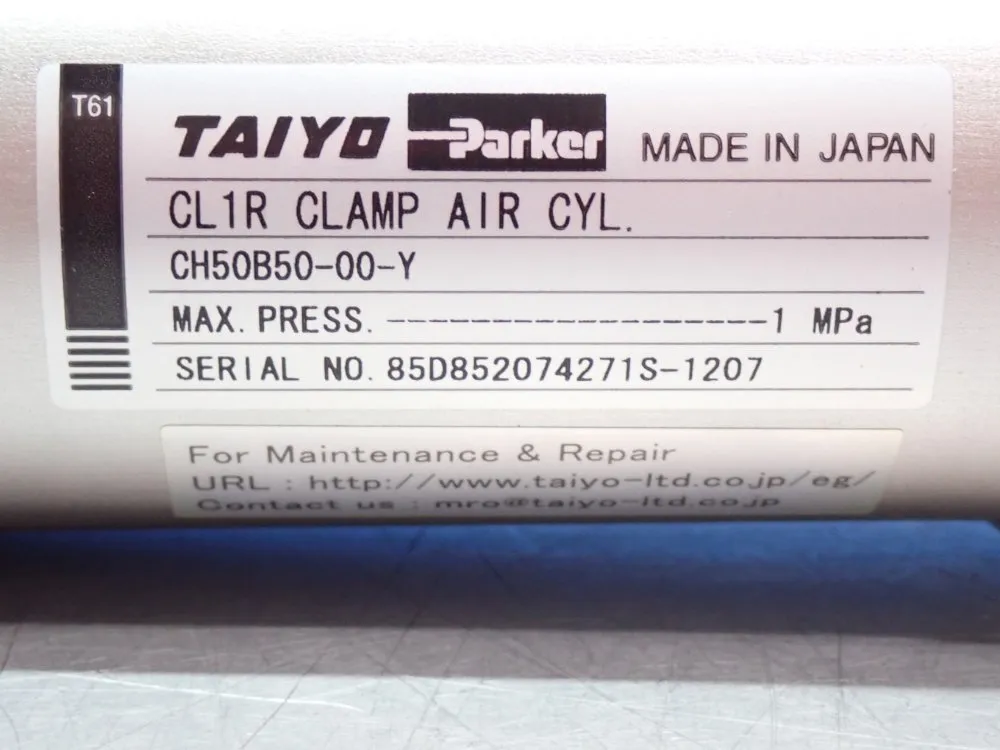 T61
TAIYO Parker MADE IN JAPAN
CL1R CLAMP AIR CYL.
CH50B50-00-Y
MAX. PRESS. ------------------1 MPa
SERIAL NO. 85D852074271S-1207
For Maintenance & Repair
URL : http://www.taiyo-ltd.co.jp/eg/
Contact us : mro@taiyo-ltd.co.jp